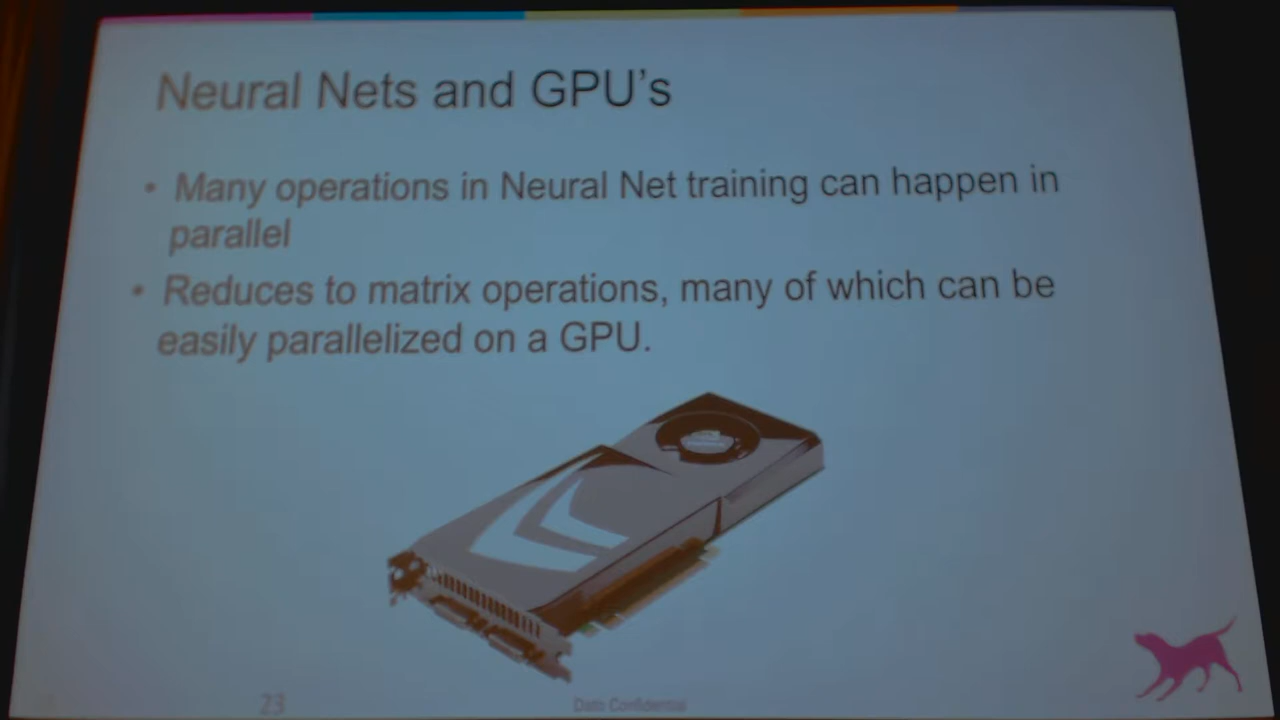 Neural Nets and GPU's
• Many operations in Neural Net training can happen in
parallel
• Reduces to matrix operations, many of which can be
easily parallelized on a GPU.
23
Dato Confidential